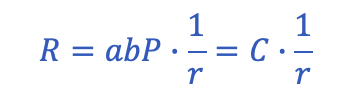 R = abP · 1/r = C · 1/r